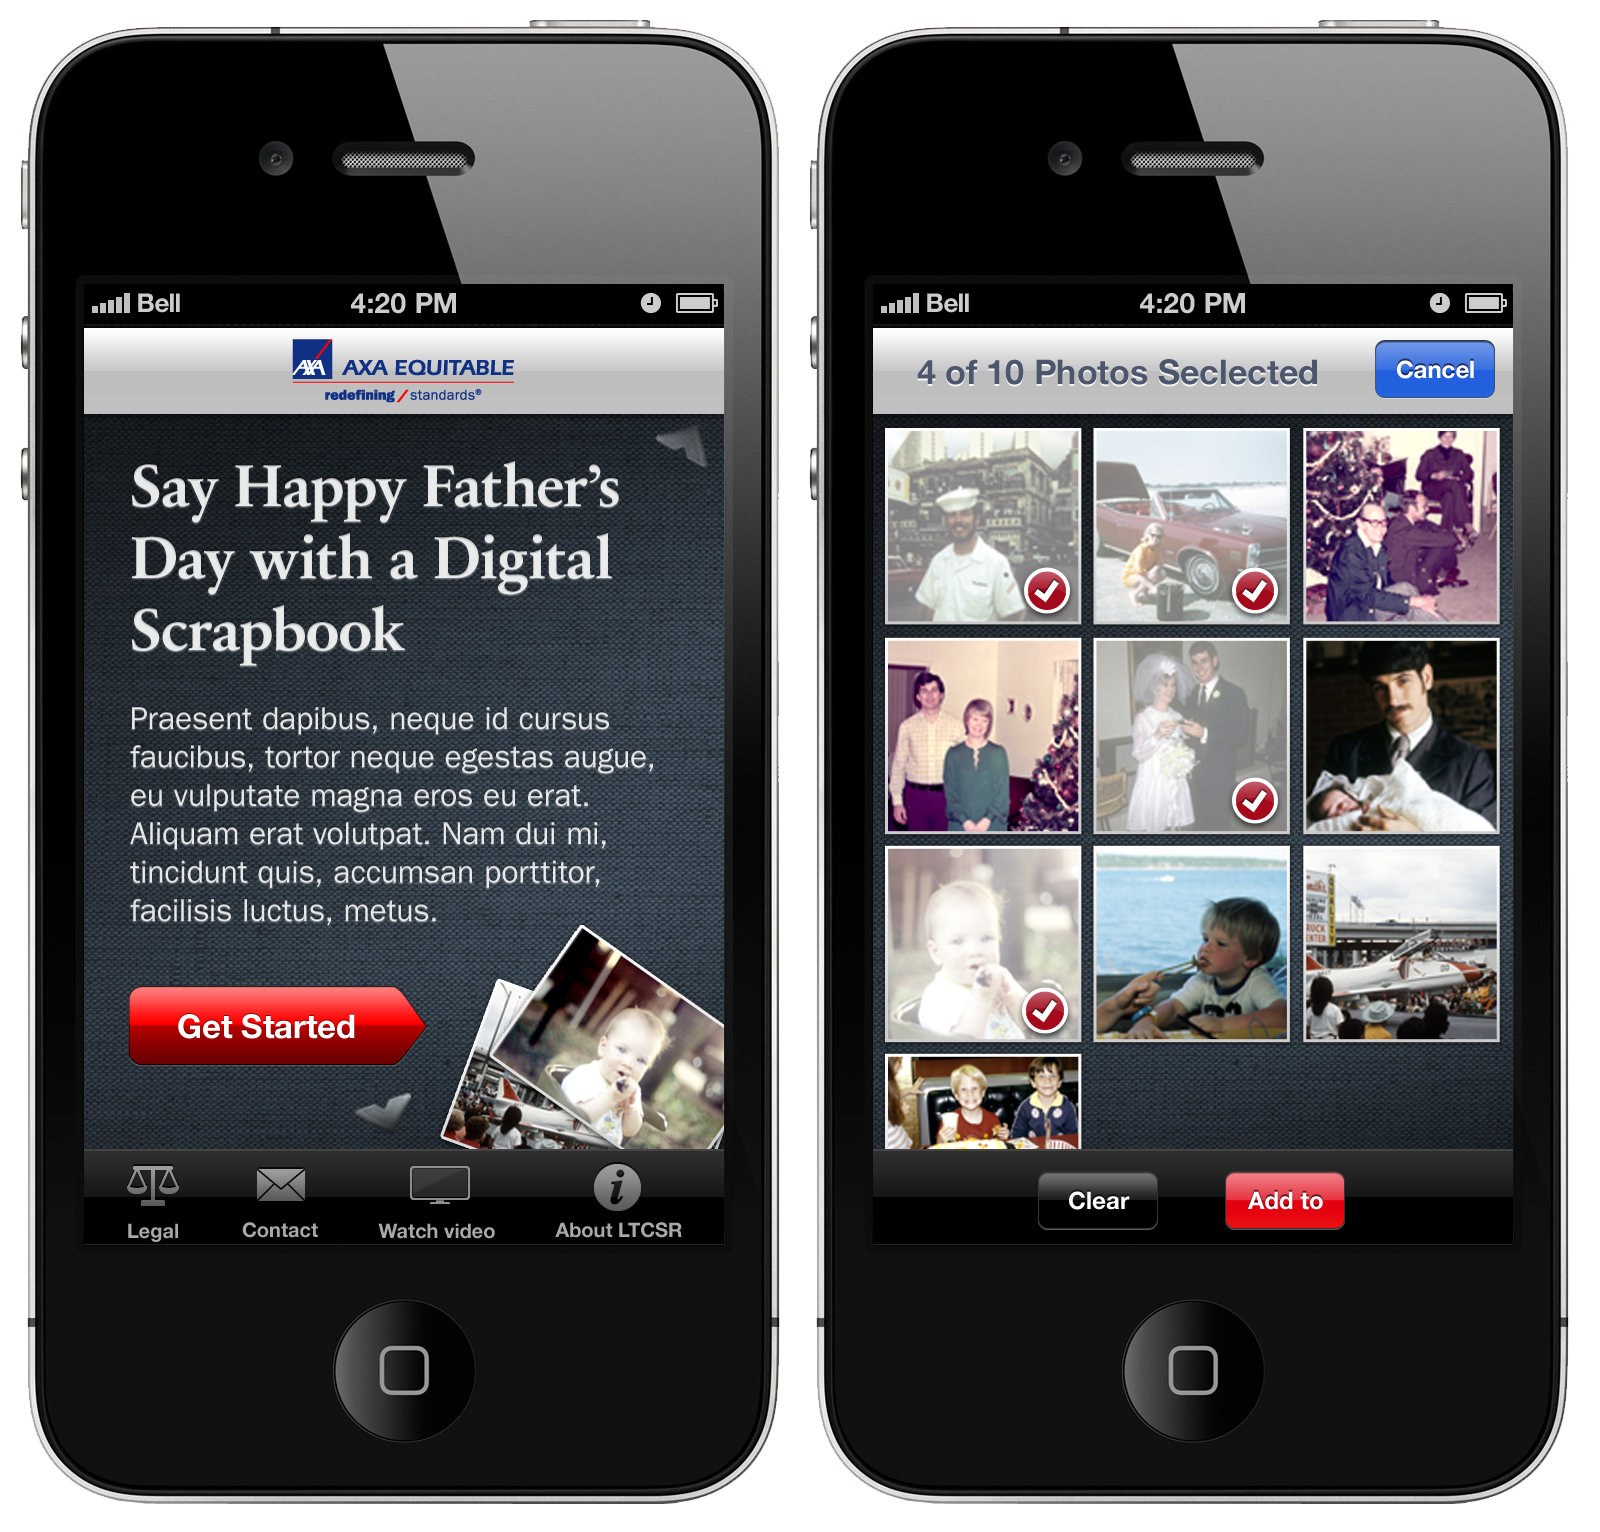 Bell 4:20 PM
AXA AXA EQUITABLE
redefining / standards®
Say Happy Father's
Day with a Digital
Scrapbook
Praesent dapibus, neque id cursus
faucibus, tortor neque egestas augue,
eu vulputate magna eros eu erat.
Aliquam erat volutpat. Nam dui mi,
tincidunt quis, accumsan porttitor,
facilisis luctus, metus.
Get Started
Legal Contact Watch video About LTCSR
Bell 4:20 PM
4 of 10 Photos Seclected Cancel
QUALITY
CENTER
Clear Add to